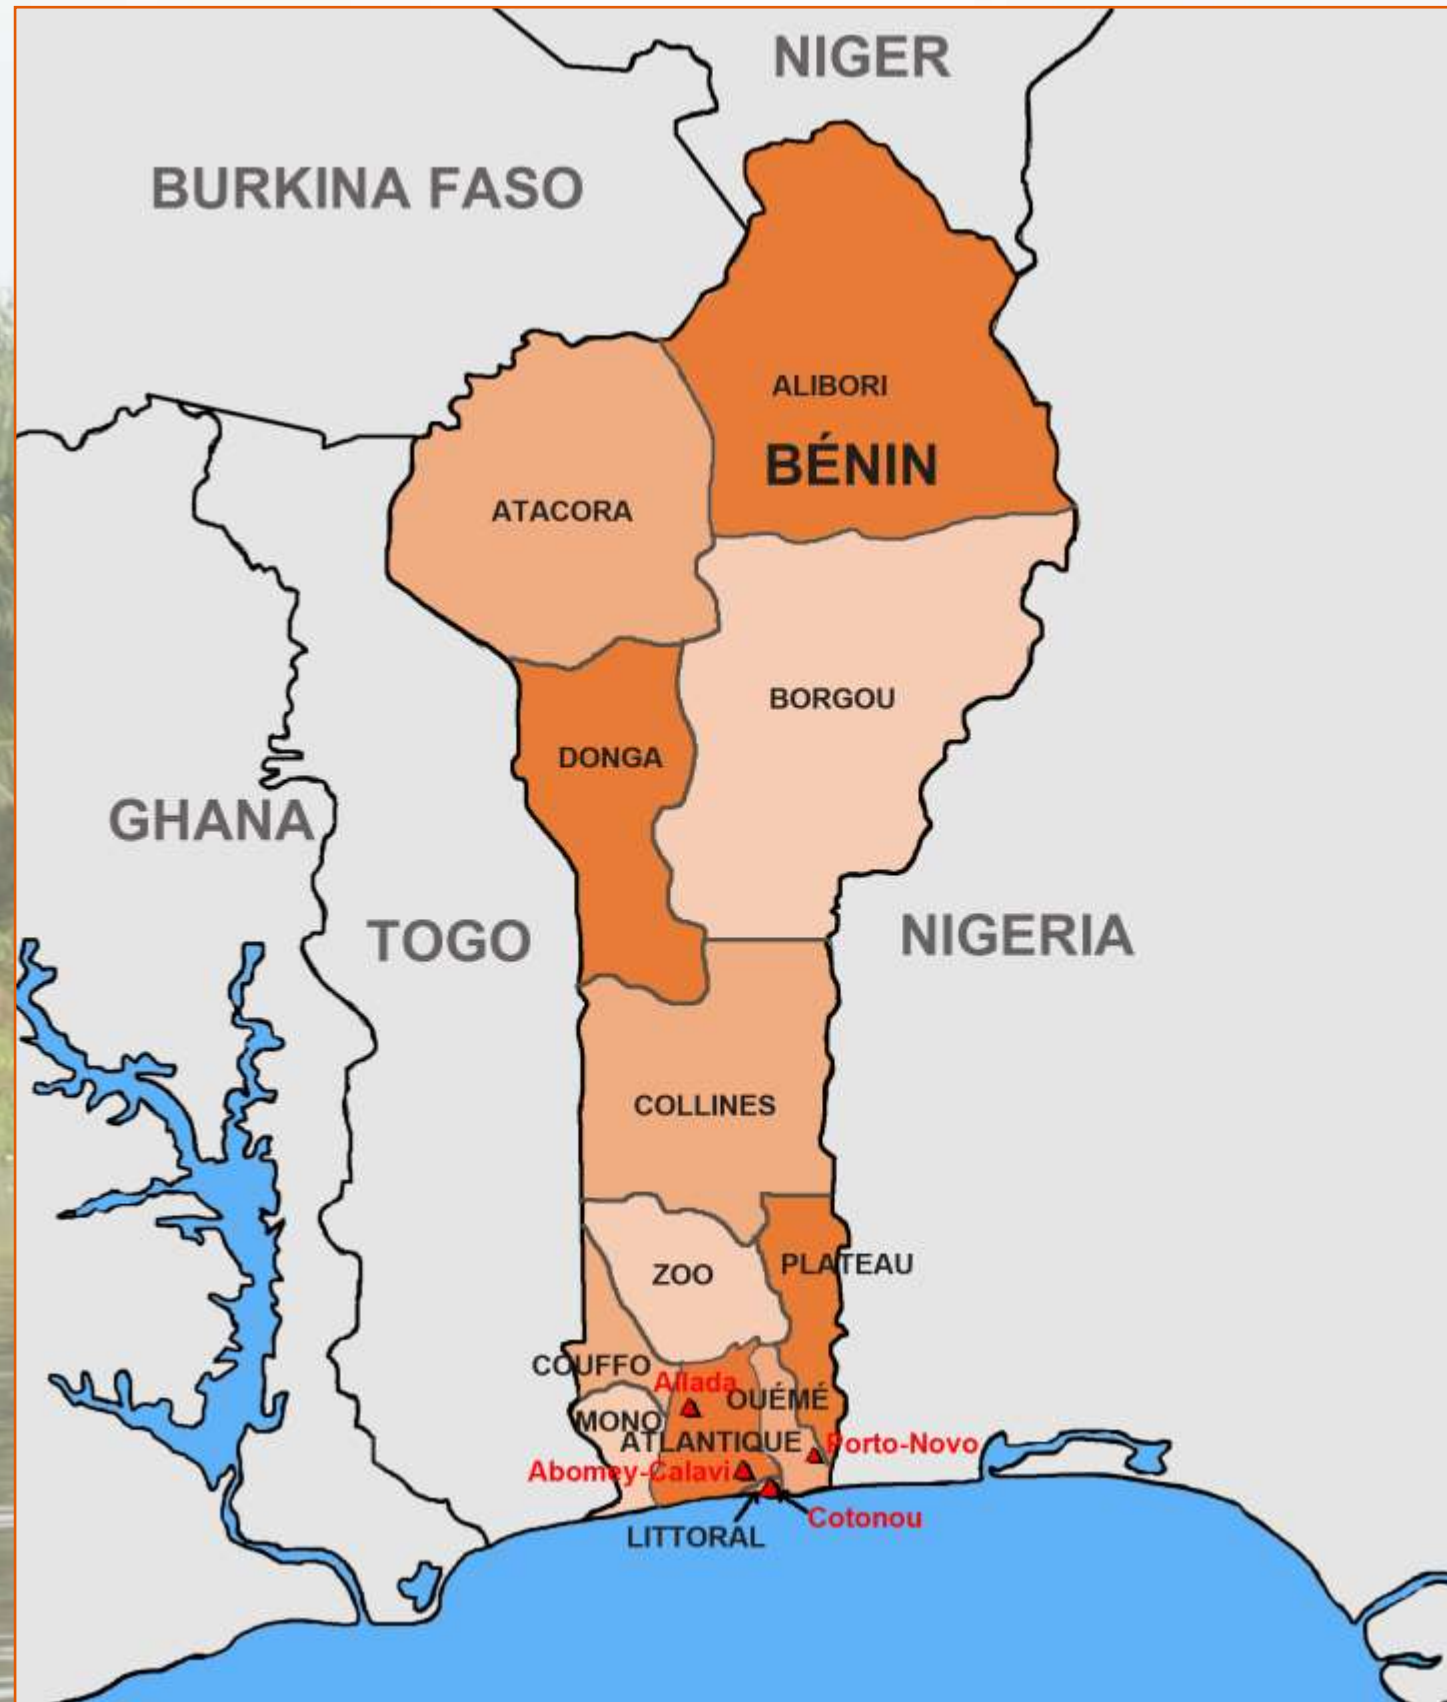 NIGER
BURKINA FASO
ALIBORI
BÉNIN
ATACORA
BORGOU
DONGA
GHANA
TOGO
NIGERIA
COLLINES
ZOO
PLATEAU
COUFFO
Allada
OUÉMÉ
MONO
ATLANTIQUE
Porto-Novo
Abomey-Calavi
Cotonou
LITTORAL